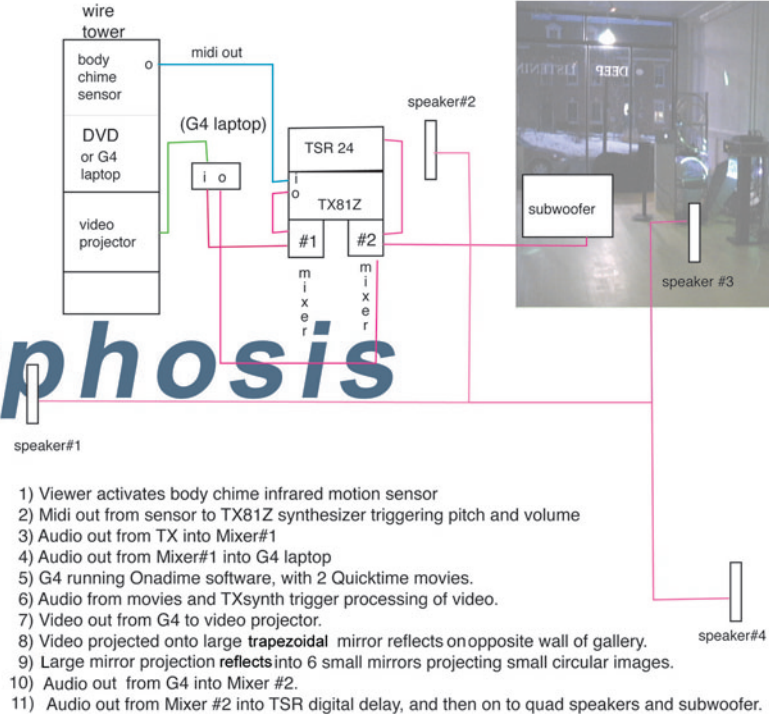 wire
tower
body
chime
sensor
o
midi out
DVD
or G4
laptop
video
projector
(G4 laptop)
i o
TSR 24
i
o
TX81Z
#1
#2
mixer
mixer
speaker#2
DEEP LISTENING
subwoofer
speaker #3
phosis
speaker#1
speaker#4
1) Viewer activates body chime infrared motion sensor
2) Midi out from sensor to TX81Z synthesizer triggering pitch and volume
3) Audio out from TX into Mixer#1
4) Audio out from Mixer#1 into G4 laptop
5) G4 running Onadime software, with 2 Quicktime movies.
6) Audio from movies and TXsynth trigger processing of video.
7) Video out from G4 to video projector.
8) Video projected onto large trapezoidal mirror reflects on opposite wall of gallery.
9) Large mirror projection reflects into 6 small mirrors projecting small circular images.
10) Audio out from G4 into Mixer #2.
11) Audio out from Mixer #2 into TSR digital delay, and then on to quad speakers and subwoofer.